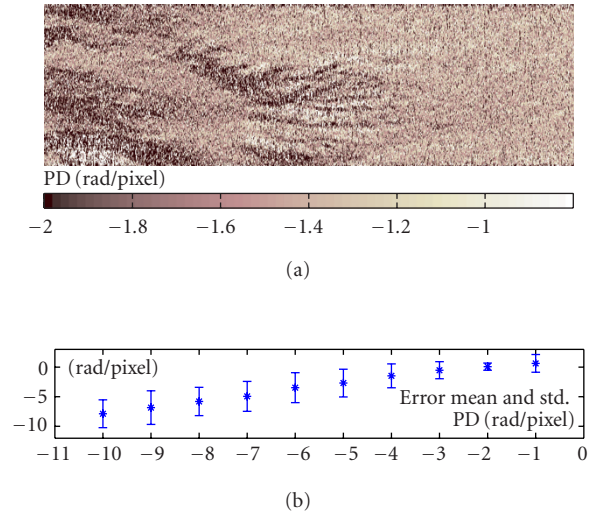 PD (rad/pixel)
−2 −1.8 −1.6 −1.4 −1.2 −1
(a)
(rad/pixel)
0
−5
−10
Error mean and std.
PD (rad/pixel)
−11 −10 −9 −8 −7 −6 −5 −4 −3 −2 −1 0
(b)